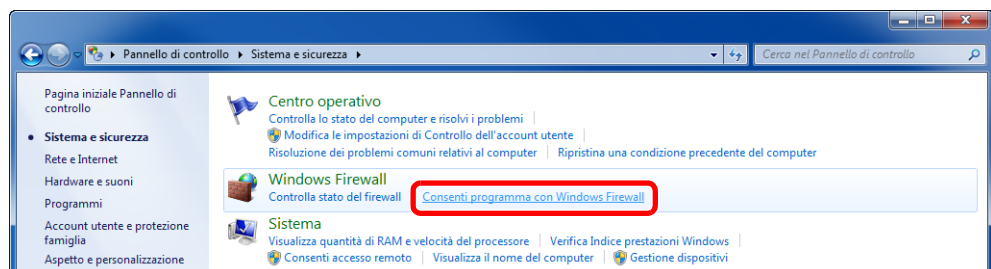 Pannello di controllo Sistema e sicurezza Cerca nel Pannello di controllo
Pagina iniziale Pannello di
controllo
Sistema e sicurezza
Rete e Internet
Hardware e suoni
Programmi
Account utente e protezione
famiglia
Aspetto e personalizzazione
Centro operativo
Controlla lo stato del computer e risolvi i problemi
Modifica le impostazioni di Controllo dell'account utente
Risoluzione dei problemi comuni relativi al computer Ripristina una condizione precedente del computer
Windows Firewall
Controlla stato del firewall Consenti programma con Windows Firewall
Sistema
Visualizza quantità di RAM e velocità del processore Verifica Indice prestazioni Windows
Consenti accesso remoto Visualizza il nome del computer Gestione dispositivi